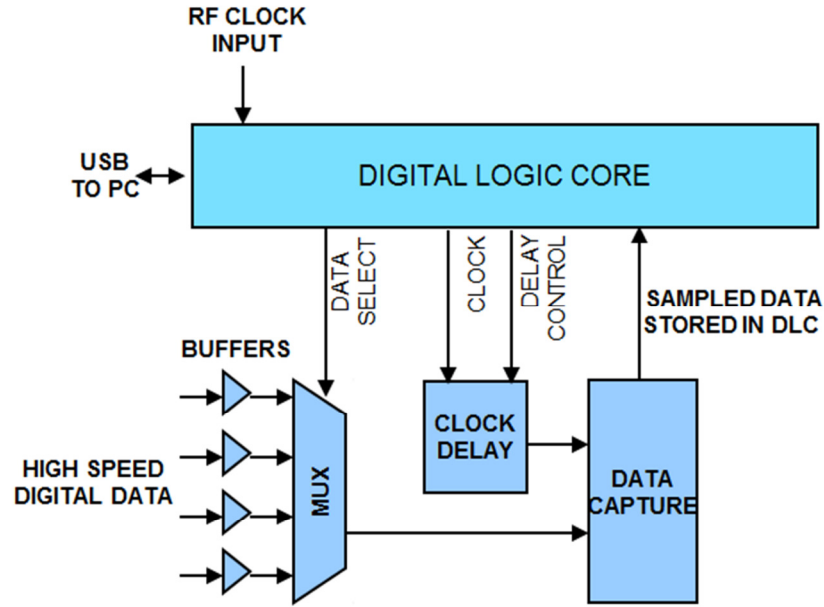 RF CLOCK
INPUT
USB
TO PC
DIGITAL LOGIC CORE
DATA
SELECT
CLOCK
DELAY
CONTROL
SAMPLED DATA
STORED IN DLC
BUFFERS
HIGH SPEED
DIGITAL DATA
MUX
CLOCK
DELAY
DATA
CAPTURE